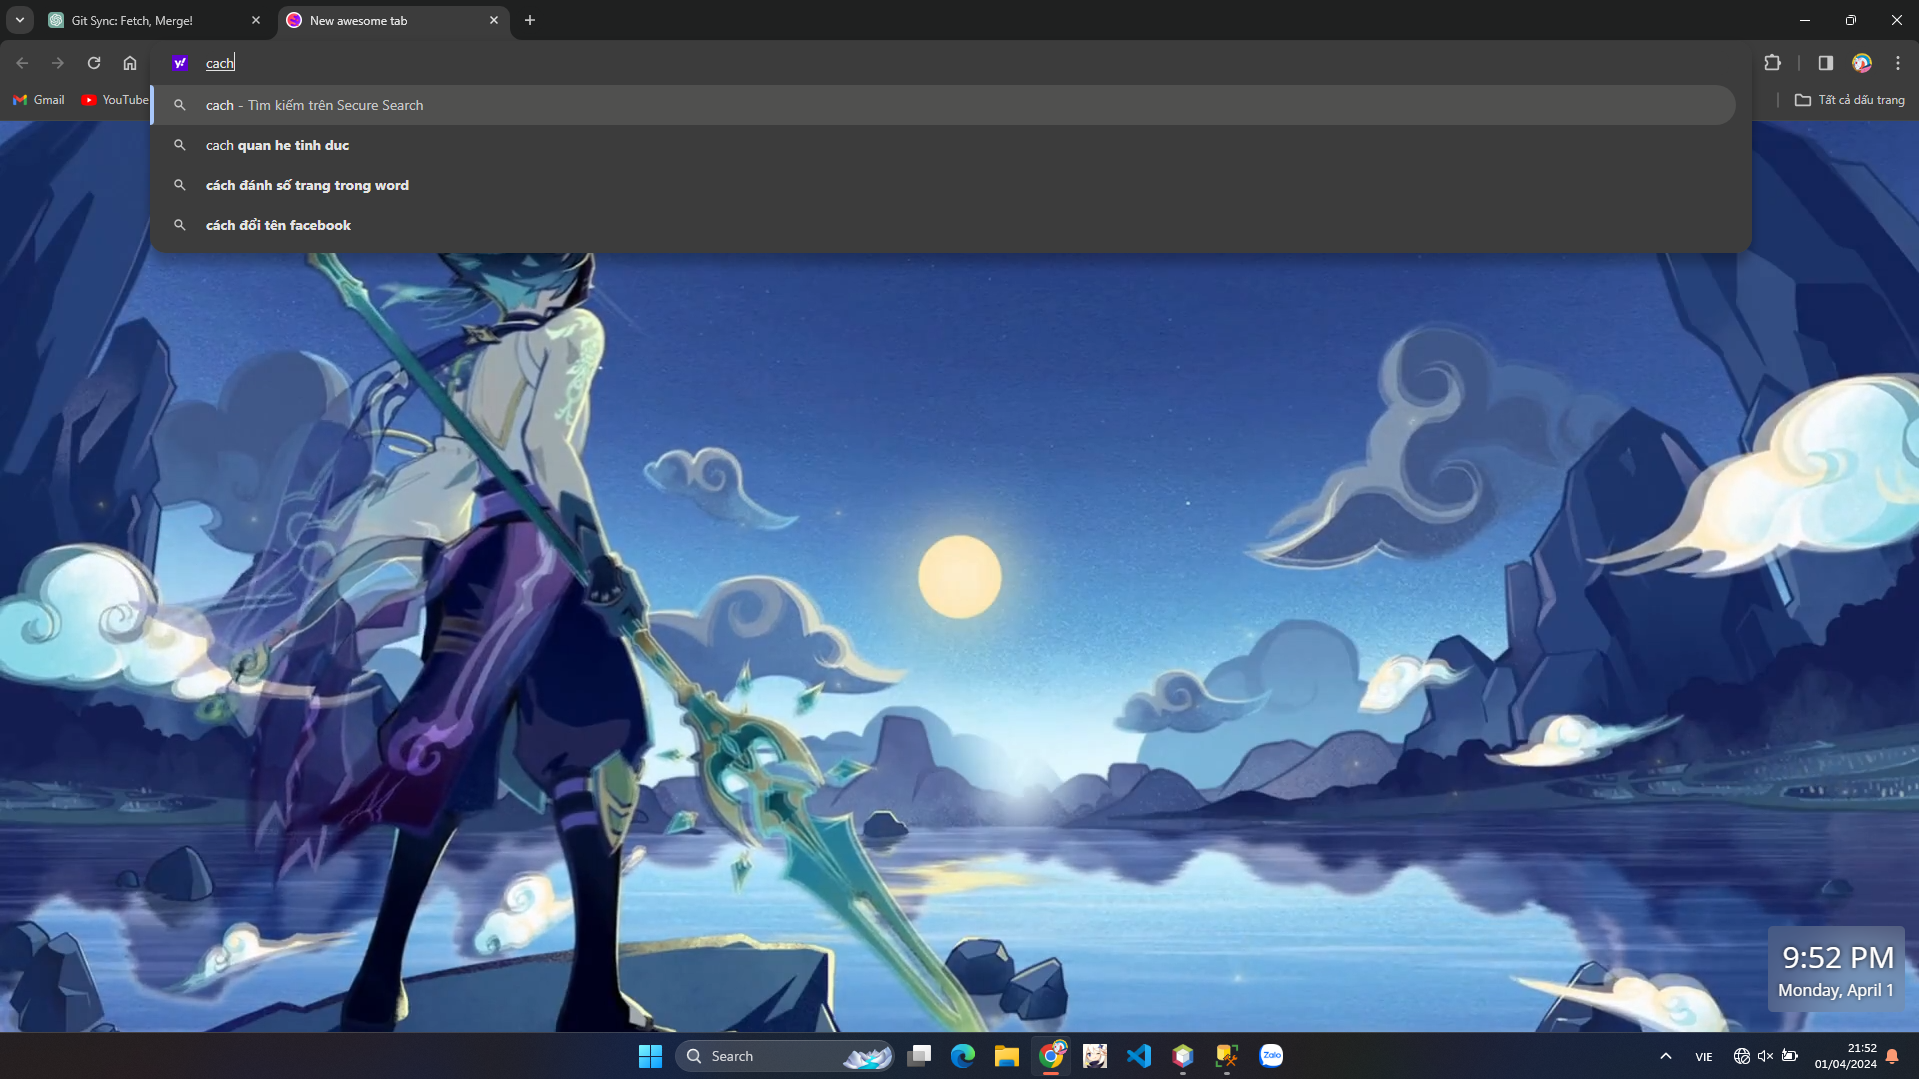 Git Sync: Fetch, Merge!
New awesome tab
y!
cach
Gmail
YouTube
Tất cả dấu trang
cach - Tìm kiếm trên Secure Search
cach quan he tinh duc
cách đánh số trang trong word
cách đổi tên facebook
9:52 PM
Monday, April 1
Search
Zalo
VIE
21:52
01/04/2024